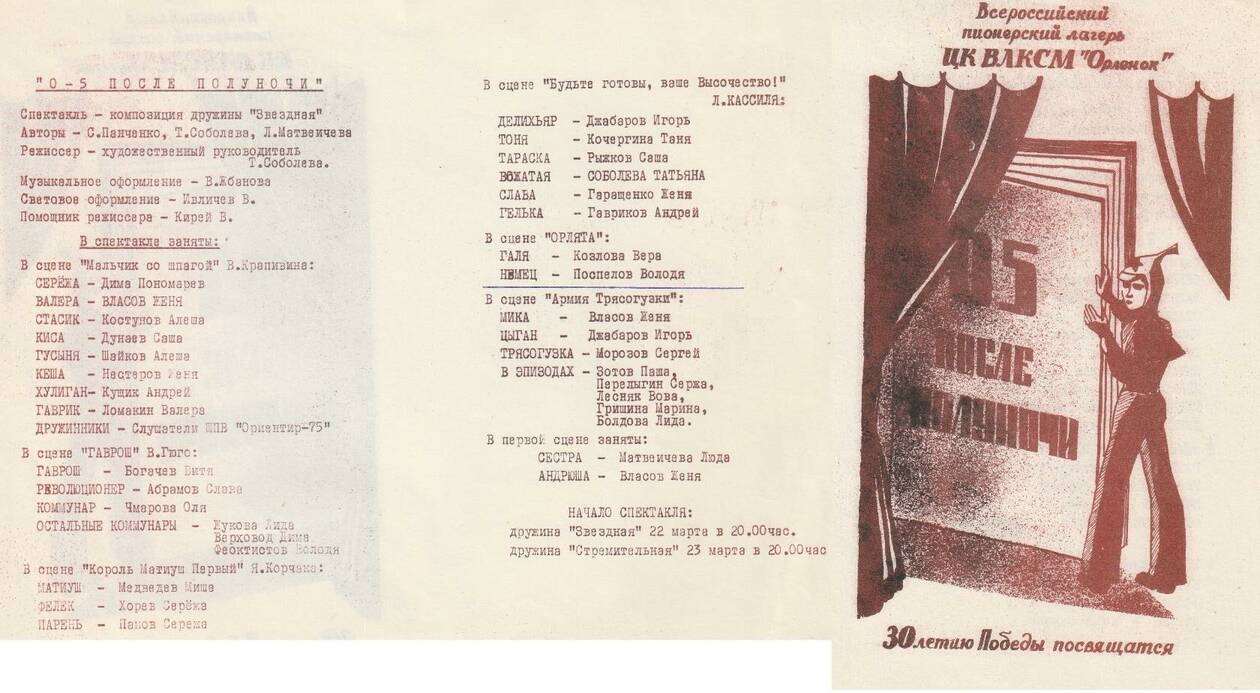 "О-5 ПОСЛЕ ПОЛУНОЧИ"
Спектакль – композиция дружины "Звездная"
Авторы – С.Панченко, Т.Соболева, Л.Матвеичева
Режиссер – художественный руководитель
Т.Соболева.
Музыкальное оформление – В.Жбанова
Световое оформление – Ивличев В.
Помощник режиссера – Кирей В.
В спектакле заняты:
В сцене "Мальчик со шпагой" В.Крапивина:
СЕРЁЖА – Дима Пономарев
ВАЛЕРА – ВЛАСОВ ЖЕНЯ
СТАСИК – Костунов Алеша
КИСА – Дунаев Саша
ГУСЫНЯ – Шайков Алеша
КЕША – Нестеров Женя
ХУЛИГАН– Кущик Андрей
ГАВРИК – Ломакин Валера
ДРУЖИННИКИ – Слушатели ШПВ "Ориентир-75"
В сцене "ГАВРОШ" В.Гюго:
ГАВРОШ – Богачев Витя
РЕВОЛЮЦИОНЕР – Абрамов Слава
КОММУНАР – Чмарова Оля
ОСТАЛЬНЫЕ КОММУНАРЫ – Жукова Лида
Верховод Дима
Феоктистов Володя
В сцене "Король Матиуш Первый" Я.Корчака:
МАТИУШ – Медведев Миша
ФЕЛЕК – Хорев Серёжа
ПАРЕНЬ – Панов Сережа
В сцене "Будьте готовы, ваше Высочество!"
Л.КАССИЛЯ:
ДЕЛИХЬЯР – Джабаров Игорь
ТОНЯ – Кочергина Таня
ТАРАСКА – Рыжков Саша
ВОЖАТАЯ – СОБОЛЕВА ТАТЬЯНА
СЛАВА – Гаращенко Женя
ГЕЛЬКА – Гавриков Андрей
В сцене "ОРЛЯТА":
ГАЛЯ – Козлова Вера
НЕМЕЦ – Поспелов Володя
В сцене "Армия Трясогузки":
МИКА – Власов Женя
ЦЫГАН – Джабаров Игорь
ТРЯСОГУЗКА – Морозов Сергей
В ЭПИЗОДАХ – Зотов Паша,
Перелыгин Сержа,
Лесняк Вова,
Гришина Марина,
Болдова Лида.
В первой сцене заняты:
СЕСТРА – Матвеичева Люда
АНДРЮША – Власов Женя
НАЧАЛО СПЕКТАКЛЯ:
дружина "Звездная" 22 марта в 20.00час.
дружина "Стремительная" 23 марта в 20.00час
Всероссийский
пионерский лагерь
ЦК ВЛКСМ "Орленок"
05
ПОСЛЕ
ПОЛУНОЧИ
30летию Победы посвящатся